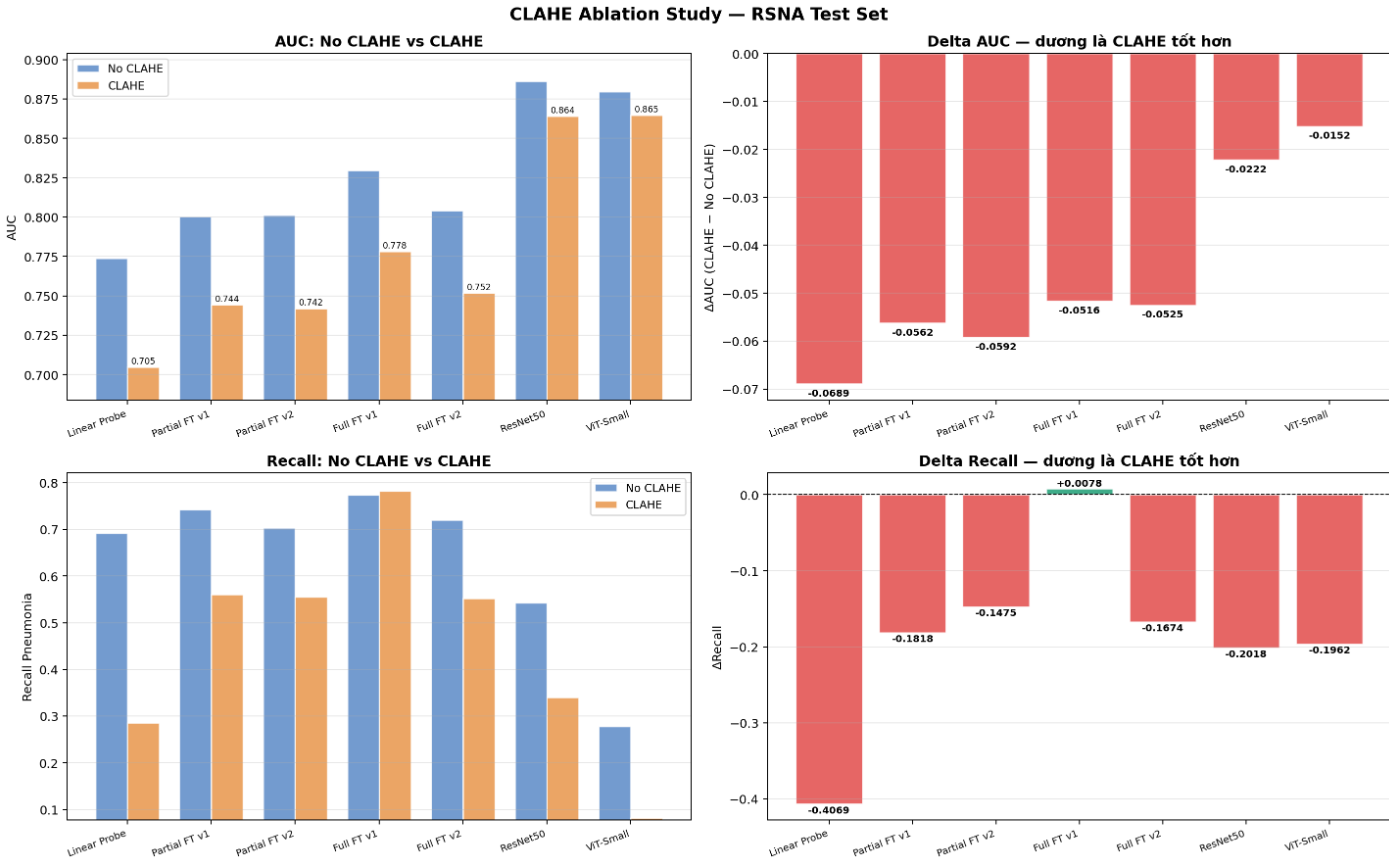 CLAHE Ablation Study — RSNA Test Set
AUC: No CLAHE vs CLAHE
No CLAHE
CLAHE
AUC
0.900
0.875
0.850
0.825
0.800
0.775
0.750
0.725
0.700
0.705
0.744
0.742
0.778
0.752
0.864
0.865
Linear Probe
Partial FT v1
Partial FT v2
Full FT v1
Full FT v2
ResNet50
ViT-Small
Delta AUC — dương là CLAHE tốt hơn
ΔAUC (CLAHE − No CLAHE)
0.00
−0.01
−0.02
−0.03
−0.04
−0.05
−0.06
−0.07
-0.0689
-0.0562
-0.0592
-0.0516
-0.0525
-0.0222
-0.0152
Linear Probe
Partial FT v1
Partial FT v2
Full FT v1
Full FT v2
ResNet50
ViT-Small
Recall: No CLAHE vs CLAHE
No CLAHE
CLAHE
Recall Pneumonia
0.8
0.7
0.6
0.5
0.4
0.3
0.2
0.1
Linear Probe
Partial FT v1
Partial FT v2
Full FT v1
Full FT v2
ResNet50
ViT-Small
Delta Recall — dương là CLAHE tốt hơn
ΔRecall
0.0
−0.1
−0.2
−0.3
−0.4
-0.4069
-0.1818
-0.1475
+0.0078
-0.1674
-0.2018
-0.1962
Linear Probe
Partial FT v1
Partial FT v2
Full FT v1
Full FT v2
ResNet50
ViT-Small